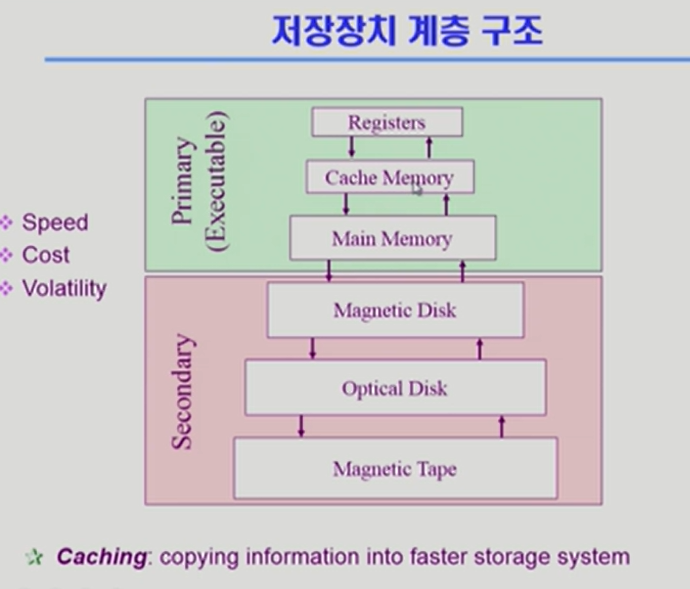 저장장치 계층 구조
Primary
(Executable)
Registers
Cache Memory
Main Memory
Speed
Cost
Volatility
Secondary
Magnetic Disk
Optical Disk
Magnetic Tape
Caching: copying information into faster storage system